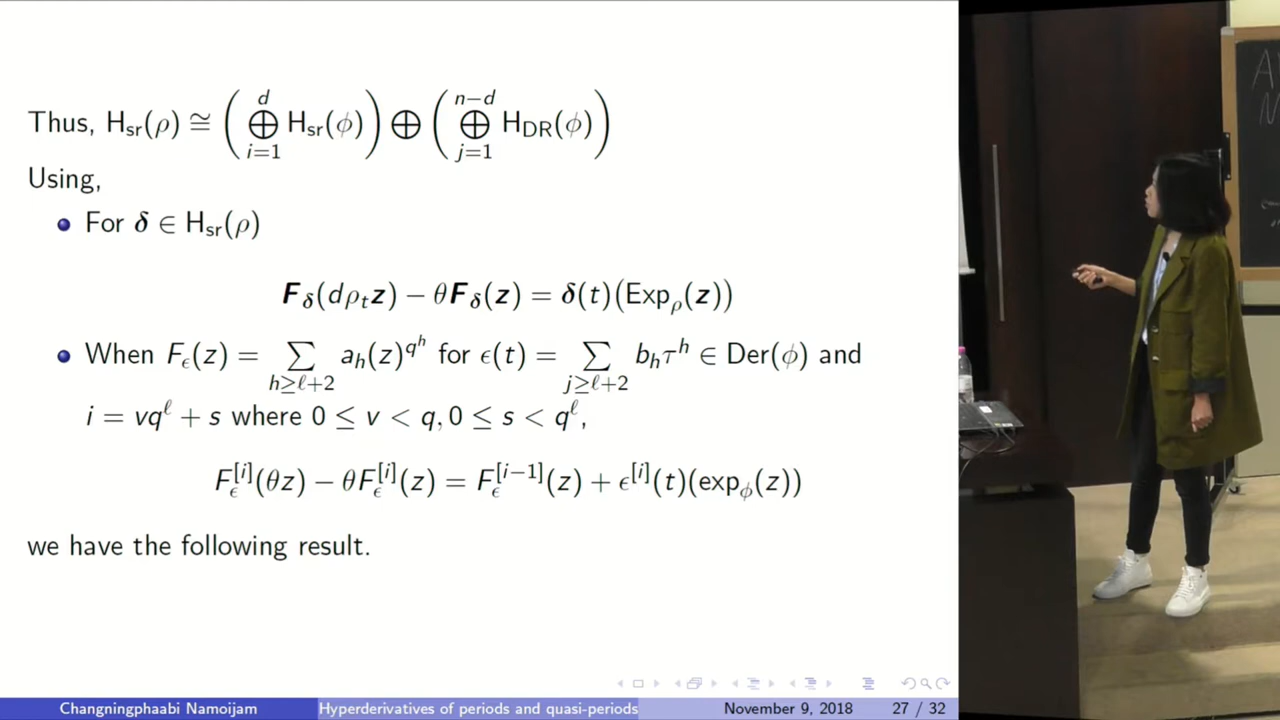 Thus, H_sr(ρ) ≅ (⊕_{i=1}^{d} H_sr(ϕ)) ⊕ (⊕_{j=1}^{n−d} H_DR(ϕ))
Using,
• For δ ∈ H_sr(ρ)
F_δ(dρ_t z) − θF_δ(z) = δ(t)(Exp_ρ(z))
• When F_ϵ(z) = ∑_{h≥ℓ+2} a_h(z)^{q^h} for ϵ(t) = ∑_{j≥ℓ+2} b_h τ^h ∈ Der(ϕ) and
i = vq^ℓ + s where 0 ≤ v < q, 0 ≤ s < q^ℓ,
F_ϵ^{[i]}(θz) − θF_ϵ^{[i]}(z) = F_ϵ^{[i−1]}(z) + ϵ^{[i]}(t)(exp_ϕ(z))
we have the following result.
Changningphaabi Namoijam Hyperderivatives of periods and quasi-periods November 9, 2018 27 / 32